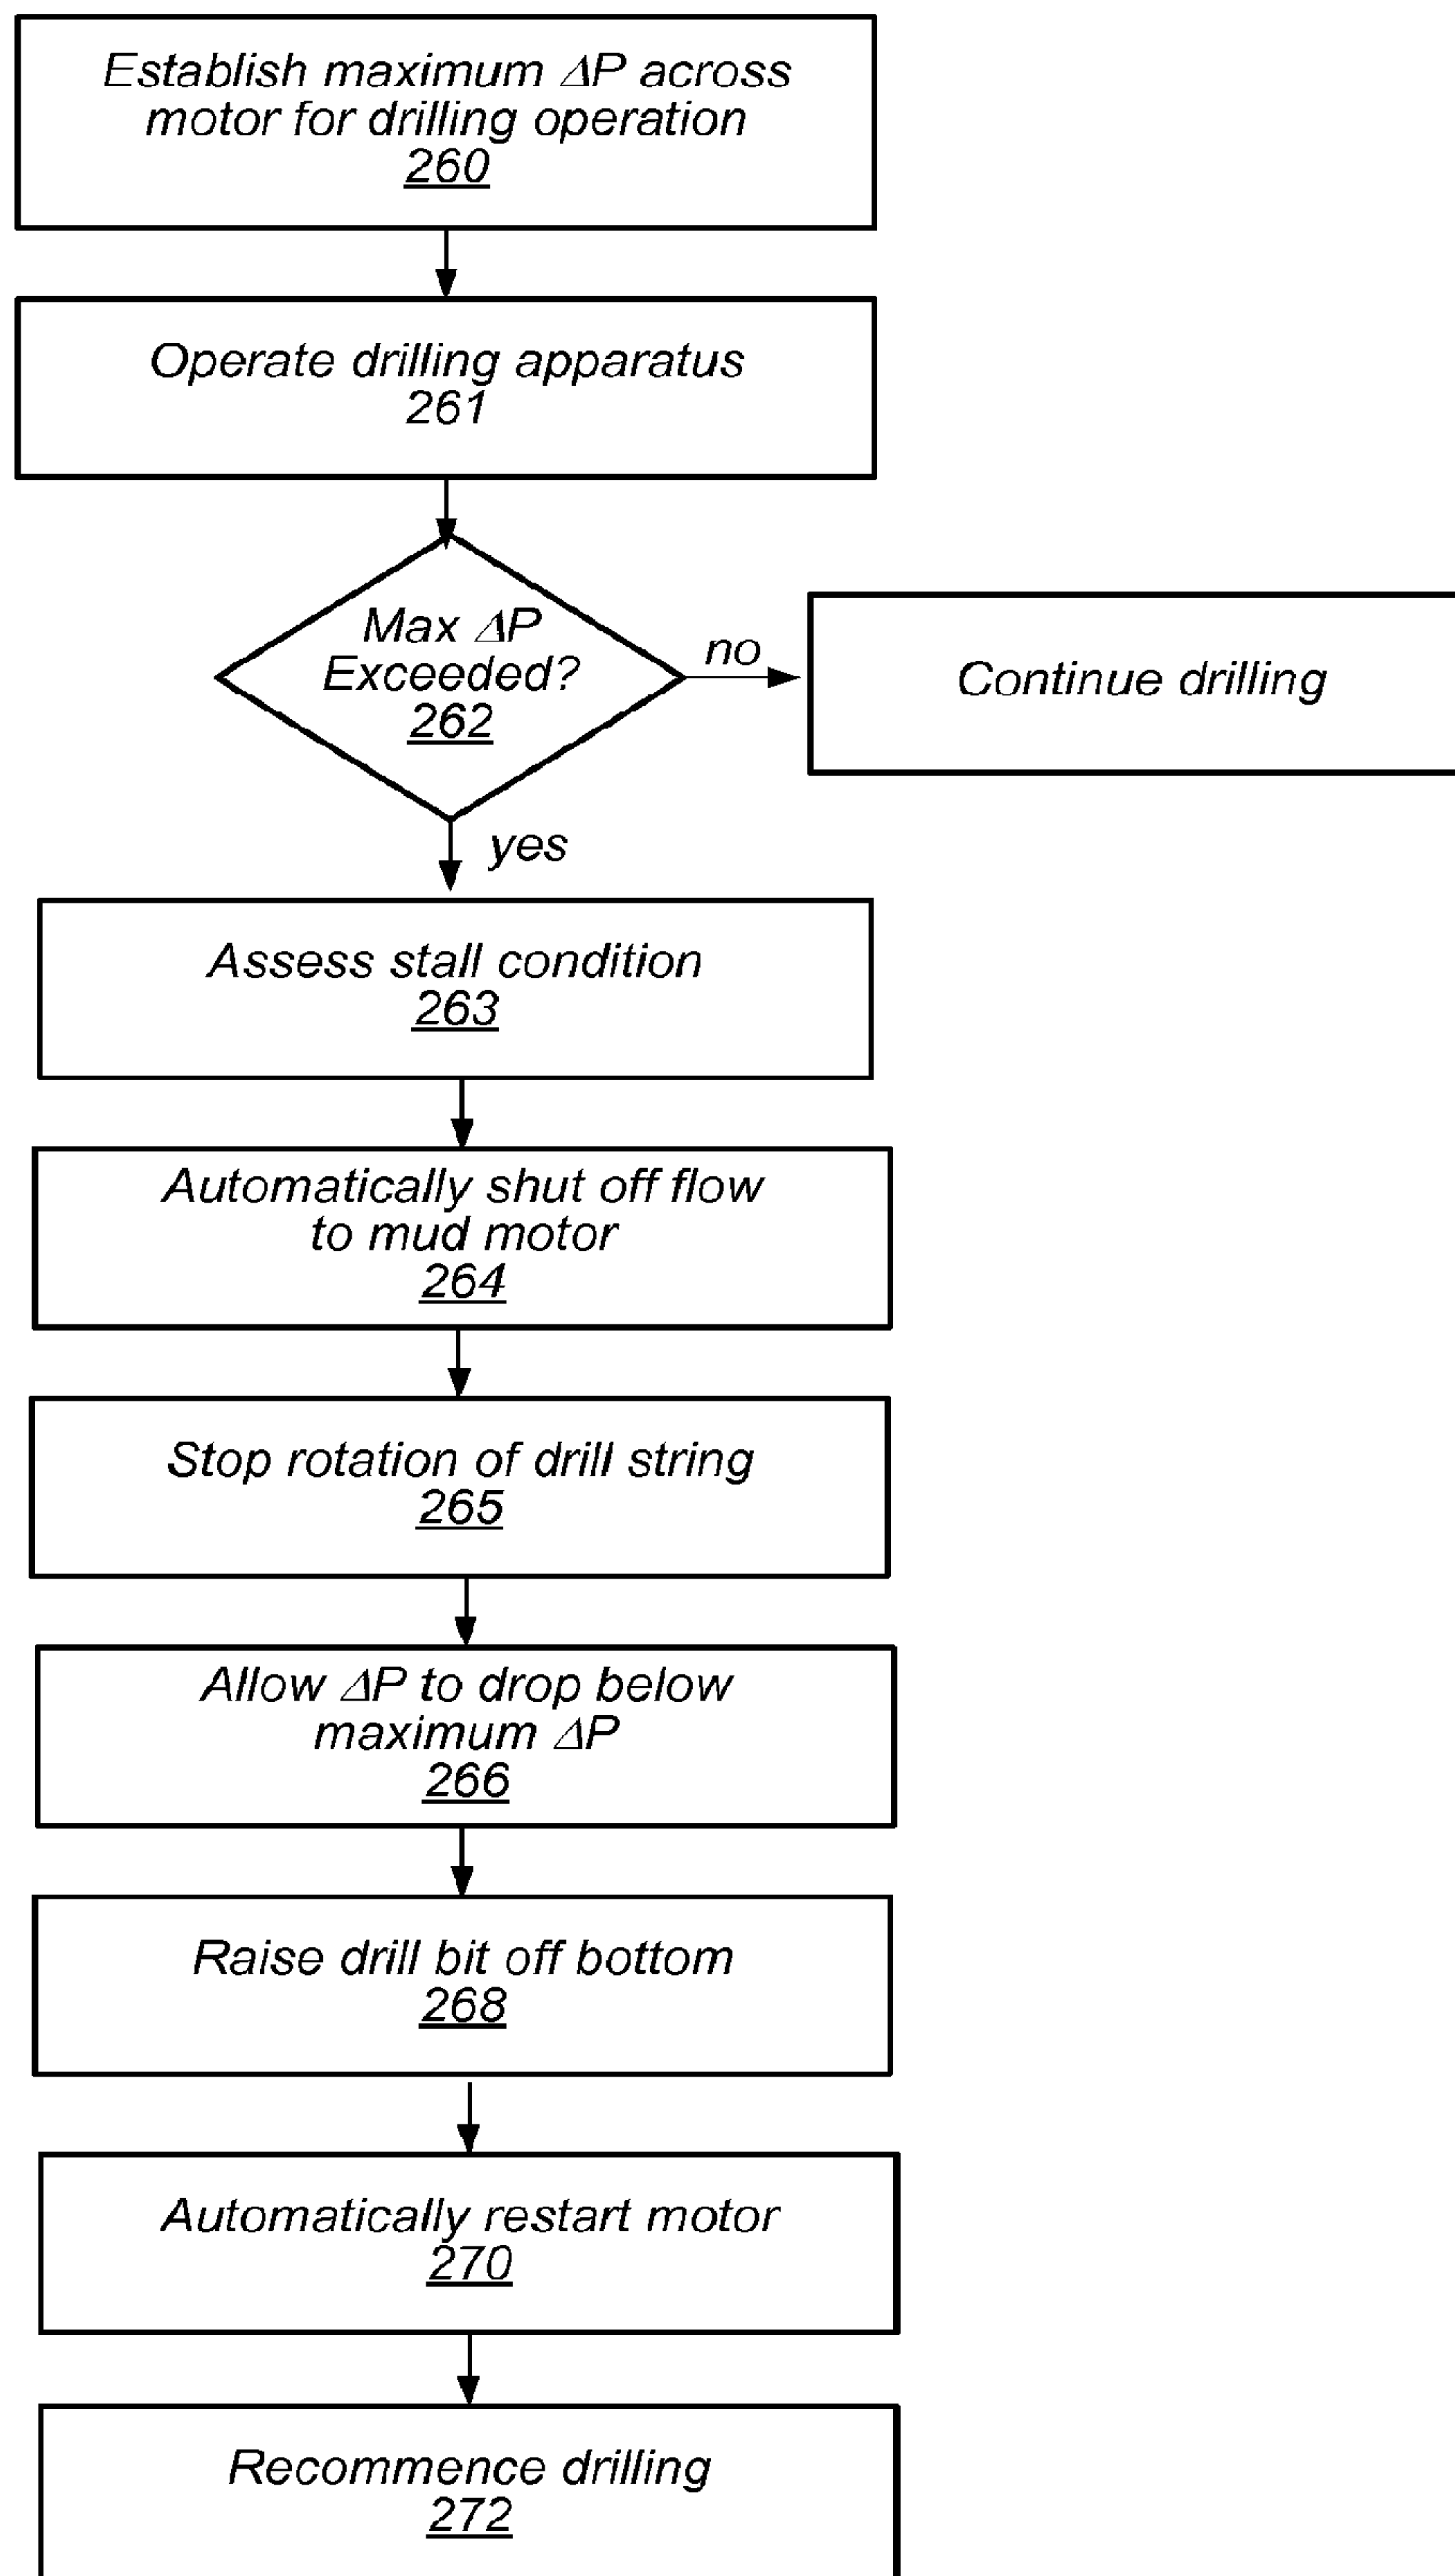 Establish maximum ΔP across
motor for drilling operation
260
Operate drilling apparatus
261
Max ΔP
Exceeded?
262
no
Continue drilling
yes
Assess stall condition
263
Automatically shut off flow
to mud motor
264
Stop rotation of drill string
265
Allow ΔP to drop below
maximum ΔP
266
Raise drill bit off bottom
268
Automatically restart motor
270
Recommence drilling
272